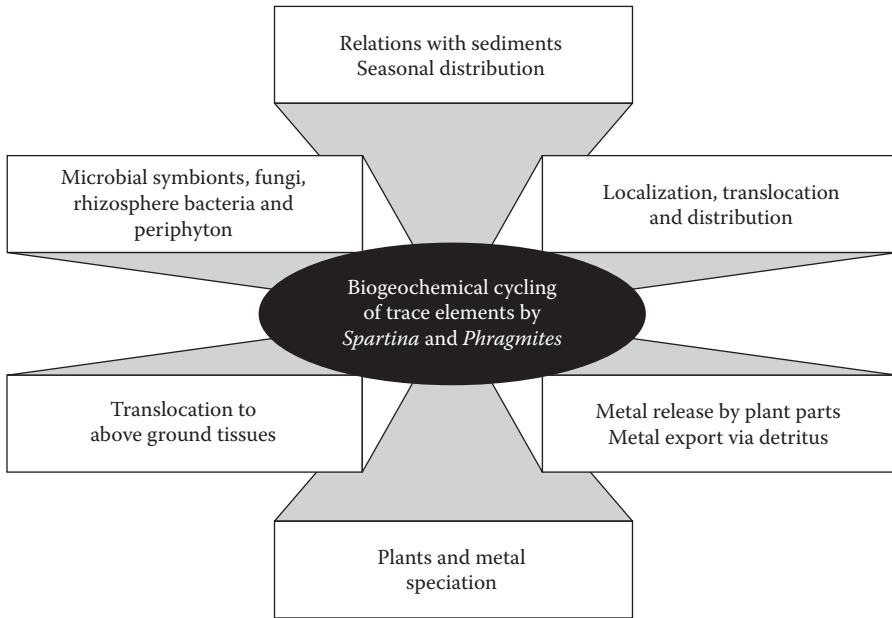 Relations with sediments
Seasonal distribution
Microbial symbionts, fungi,
rhizosphere bacteria and
periphyton
Localization, translocation
and distribution
Biogeochemical cycling
of trace elements by
Spartina and Phragmites
Translocation to
above ground tissues
Metal release by plant parts
Metal export via detritus
Plants and metal
speciation